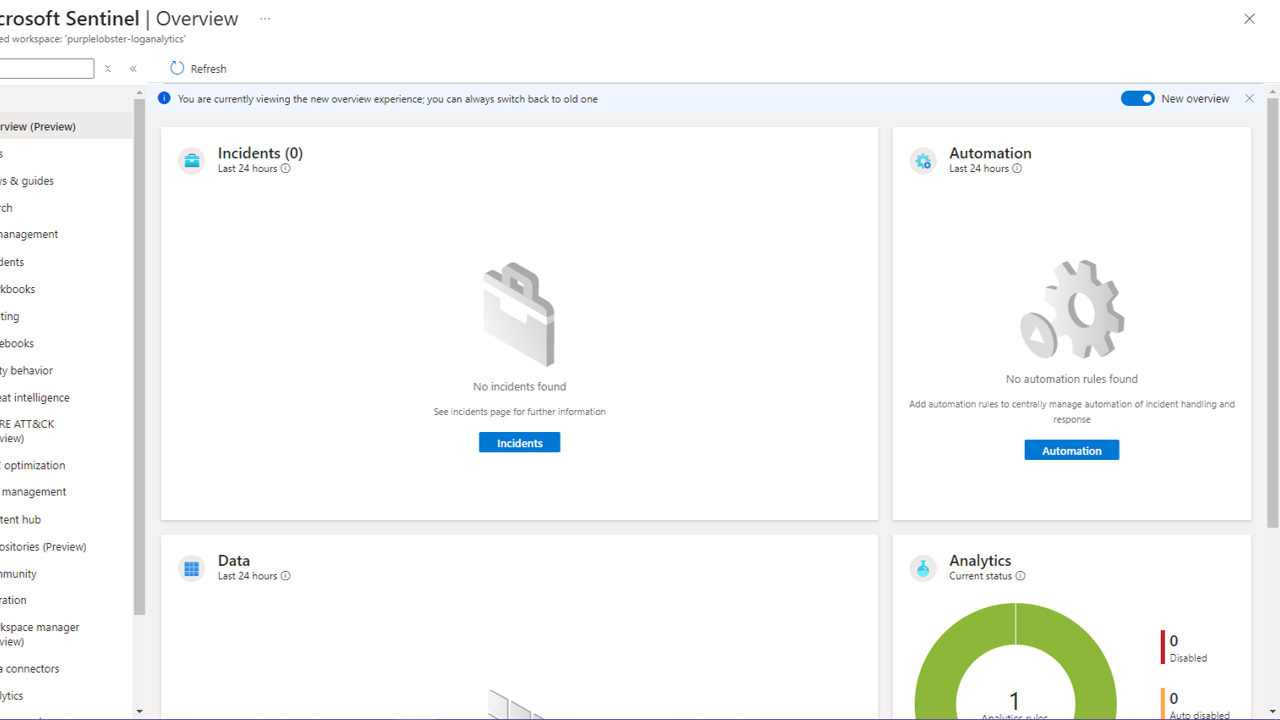 crosoft Sentinel | Overview ...
ed workspace: 'purplelobster-loganalytics'
Refresh
You are currently viewing the new overview experience; you can always switch back to old one
New overview
rview (Preview)
s
s & guides
rch
management
dents
kbooks
ting
ebooks
ty behavior
eat intelligence
RE ATT&CK
view)
optimization
management
tent hub
ositories (Preview)
mmunity
ration
kspace manager
view)
a connectors
ytics
Incidents (0)
Last 24 hours
No incidents found
See incidents page for further information
Incidents
Automation
Last 24 hours
No automation rules found
Add automation rules to centrally manage automation of incident handling and
response
Automation
Data
Last 24 hours
Analytics
Current status
1
Analytics rules
0
Disabled
0
Auto disabled